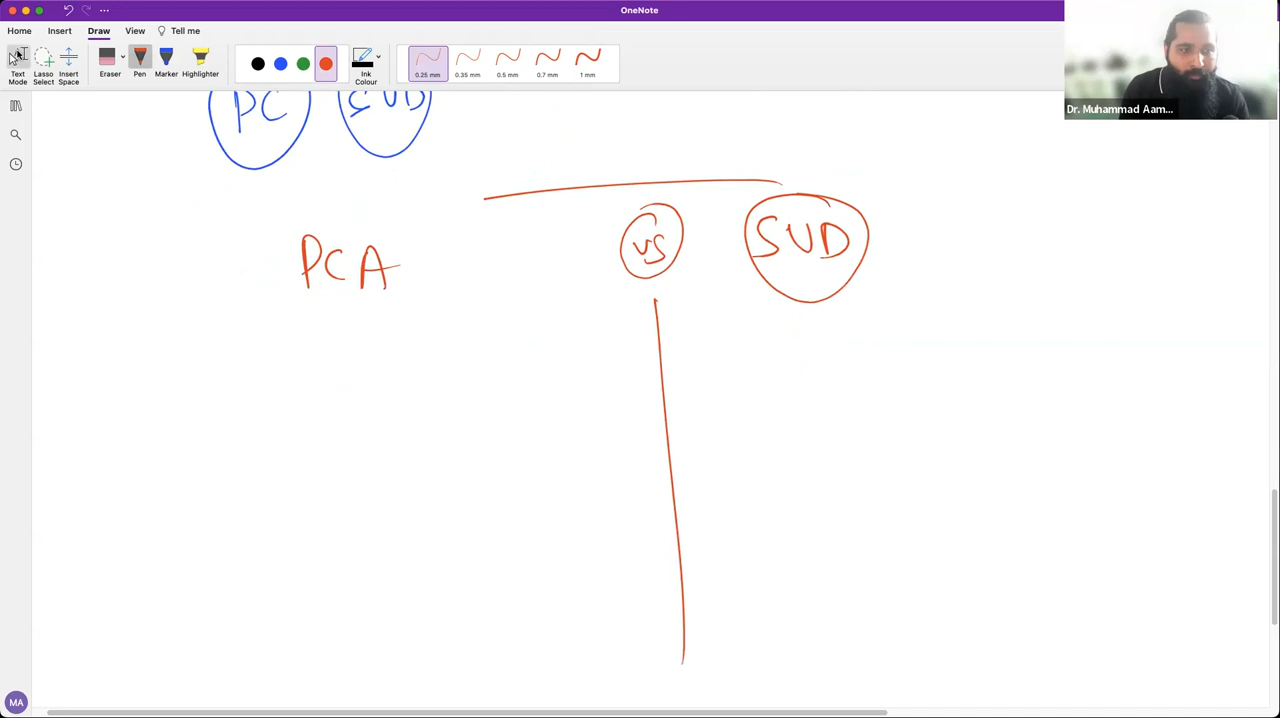 OneNote
Home Insert Draw View Tell me
Text Mode
Lasso Select
Insert Space
Eraser
Pen
Marker
Highlighter
Ink Colour
0.25 mm
0.35 mm
0.5 mm
0.7 mm
1 mm
Dr. Muhammad Aam...
PC SVD
PCA vs SVD
MA